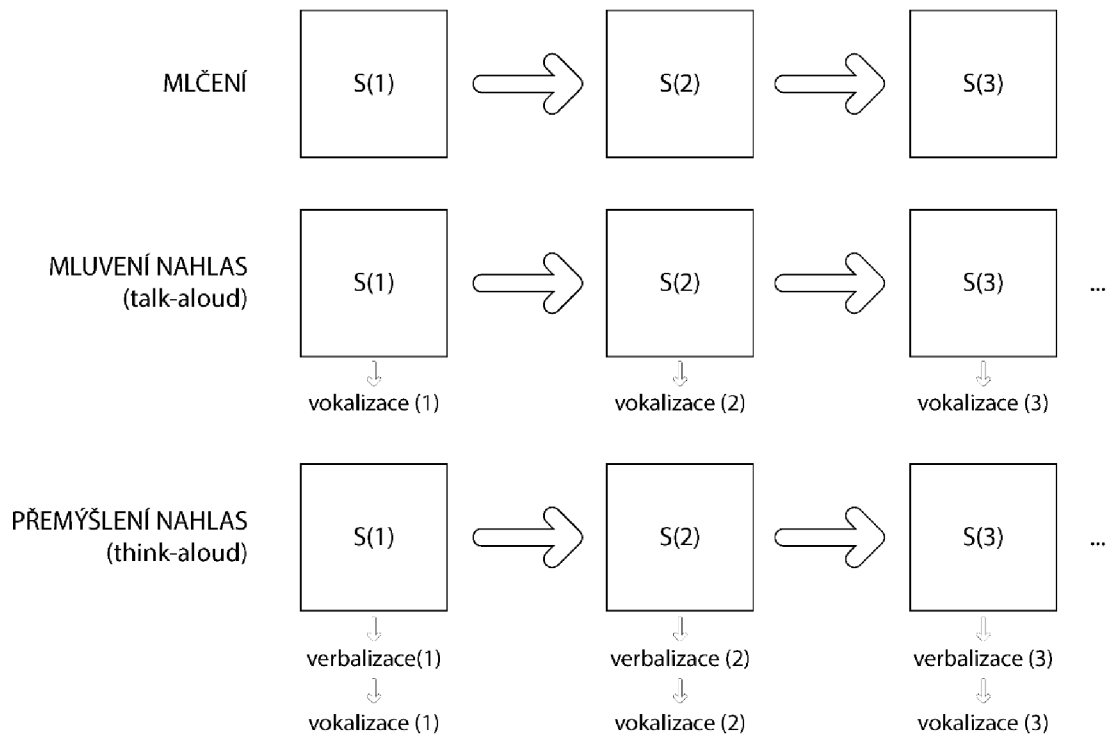 MLČENÍ S(1) S(2) S(3)
MLUVENÍ NAHLAS
(talk-aloud) S(1) S(2) S(3) ...
vokalizace (1) vokalizace (2) vokalizace (3)
PŘEMÝŠLENÍ NAHLAS
(think-aloud) S(1) S(2) S(3) ...
verbalizace(1) verbalizace (2) verbalizace (3)
vokalizace (1) vokalizace (2) vokalizace (3)